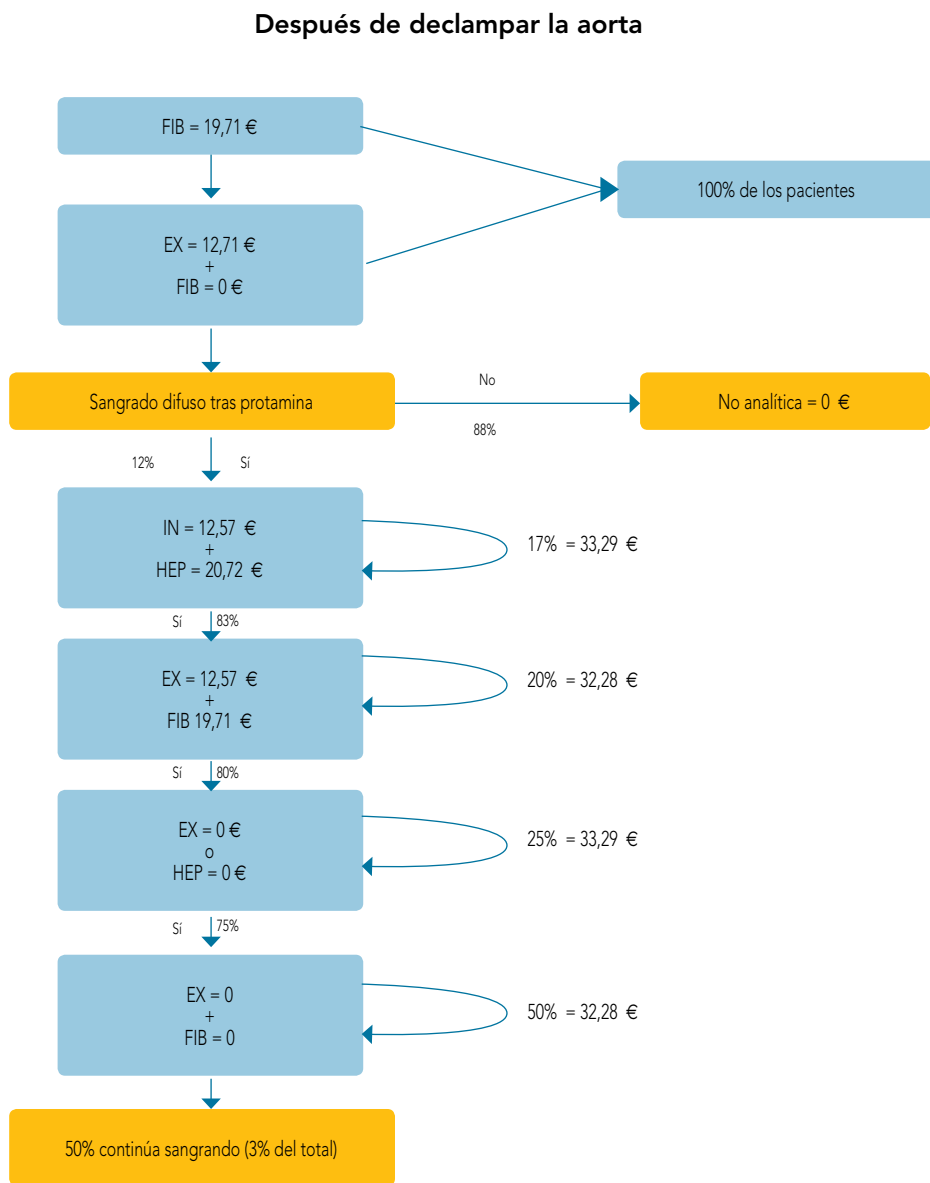 Después de declampar la aorta
FIB = 19,71 €
100% de los pacientes
EX = 12,71 €
+
FIB = 0 €
Sangrado difuso tras protamina
No
88%
No analítica = 0 €
12%
Sí
IN = 12,57 €
+
HEP = 20,72 €
17% = 33,29 €
Sí
83%
EX = 12,57 €
+
FIB 19,71 €
20% = 32,28 €
Sí
80%
EX = 0 €
o
HEP = 0 €
25% = 33,29 €
Sí
75%
EX = 0
+
FIB = 0
50% = 32,28 €
50% continúa sangrando (3% del total)